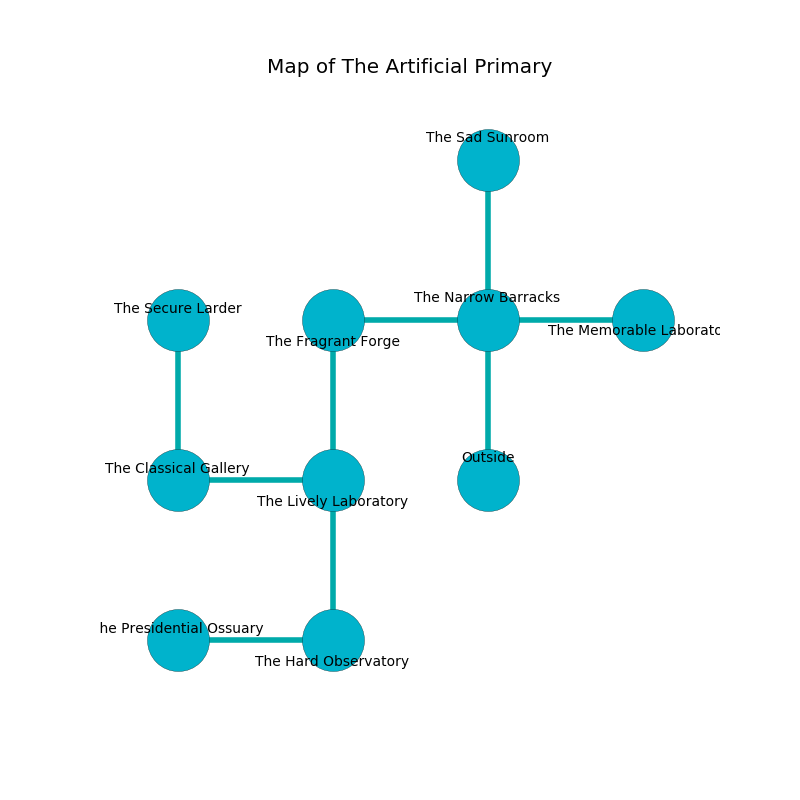 Map of The Artificial Primary
The Sad Sunroom
The Narrow Barracks
The Secure Larder
The Memorable Laborato
The Fragrant Forge
Outside
The Classical Gallery
The Lively Laboratory
he Presidential Ossuary
The Hard Observatory